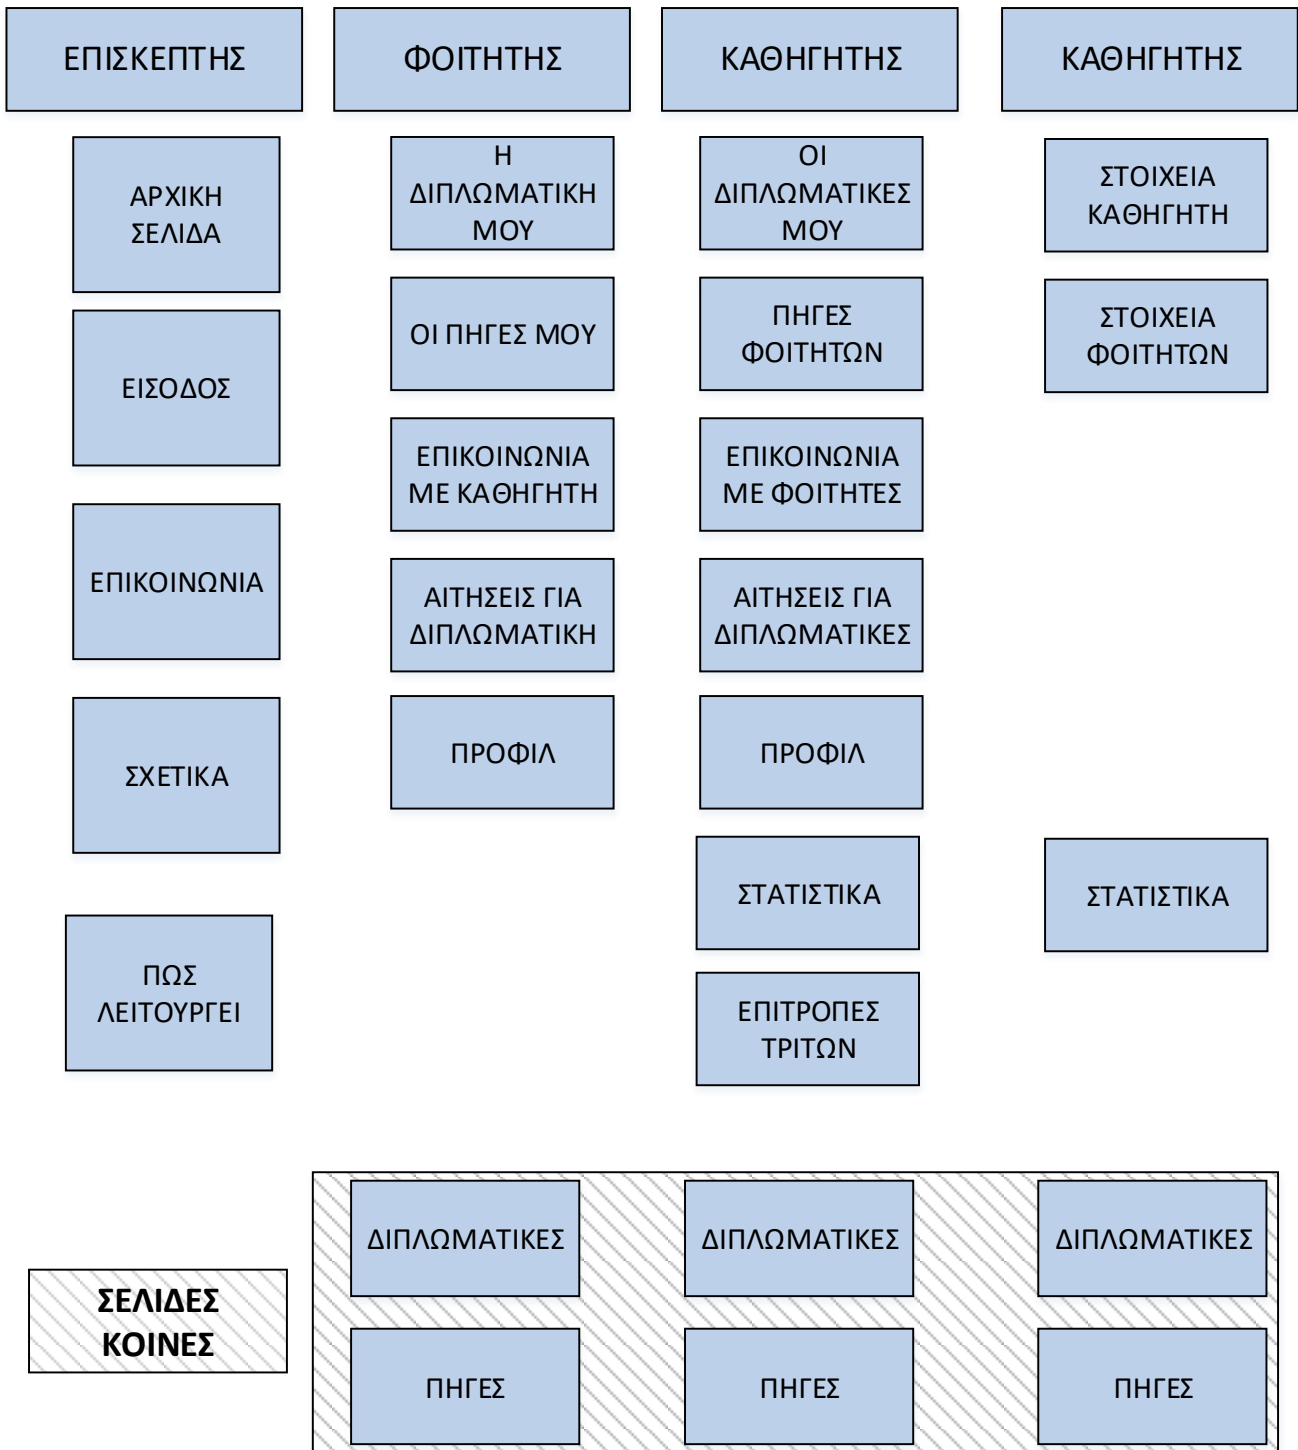 ΕΠΙΣΚΕΠΤΗΣ
ΦΟΙΤΗΤΗΣ
ΚΑΘΗΓΗΤΗΣ
ΚΑΘΗΓΗΤΗΣ
ΑΡΧΙΚΗ
ΣΕΛΙΔΑ
ΕΙΣΟΔΟΣ
ΕΠΙΚΟΙΝΩΝΙΑ
ΣΧΕΤΙΚΑ
ΠΩΣ
ΛΕΙΤΟΥΡΓΕΙ
Η
ΔΙΠΛΩΜΑΤΙΚΗ
ΜΟΥ
ΟΙ ΠΗΓΕΣ ΜΟΥ
ΕΠΙΚΟΙΝΩΝΙΑ
ΜΕ ΚΑΘΗΓΗΤΗ
ΑΙΤΗΣΕΙΣ ΓΙΑ
ΔΙΠΛΩΜΑΤΙΚΗ
ΠΡΟΦΙΛ
ΟΙ
ΔΙΠΛΩΜΑΤΙΚΕΣ
ΜΟΥ
ΠΗΓΕΣ
ΦΟΙΤΗΤΩΝ
ΕΠΙΚΟΙΝΩΝΙΑ
ΜΕ ΦΟΙΤΗΤΕΣ
ΑΙΤΗΣΕΙΣ ΓΙΑ
ΔΙΠΛΩΜΑΤΙΚΕΣ
ΠΡΟΦΙΛ
ΣΤΑΤΙΣΤΙΚΑ
ΕΠΙΤΡΟΠΕΣ
ΤΡΙΤΩΝ
ΣΤΟΙΧΕΙΑ
ΚΑΘΗΓΗΤΗ
ΣΤΟΙΧΕΙΑ
ΦΟΙΤΗΤΩΝ
ΣΤΑΤΙΣΤΙΚΑ
ΣΕΛΙΔΕΣ
ΚΟΙΝΕΣ
ΔΙΠΛΩΜΑΤΙΚΕΣ
ΔΙΠΛΩΜΑΤΙΚΕΣ
ΔΙΠΛΩΜΑΤΙΚΕΣ
ΠΗΓΕΣ
ΠΗΓΕΣ
ΠΗΓΕΣ